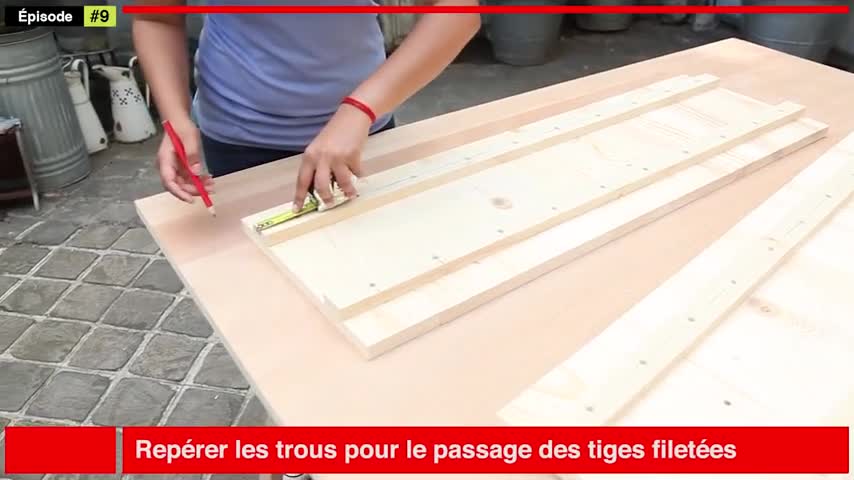 Épisode #9
Repérer les trous pour le passage des tiges filetées